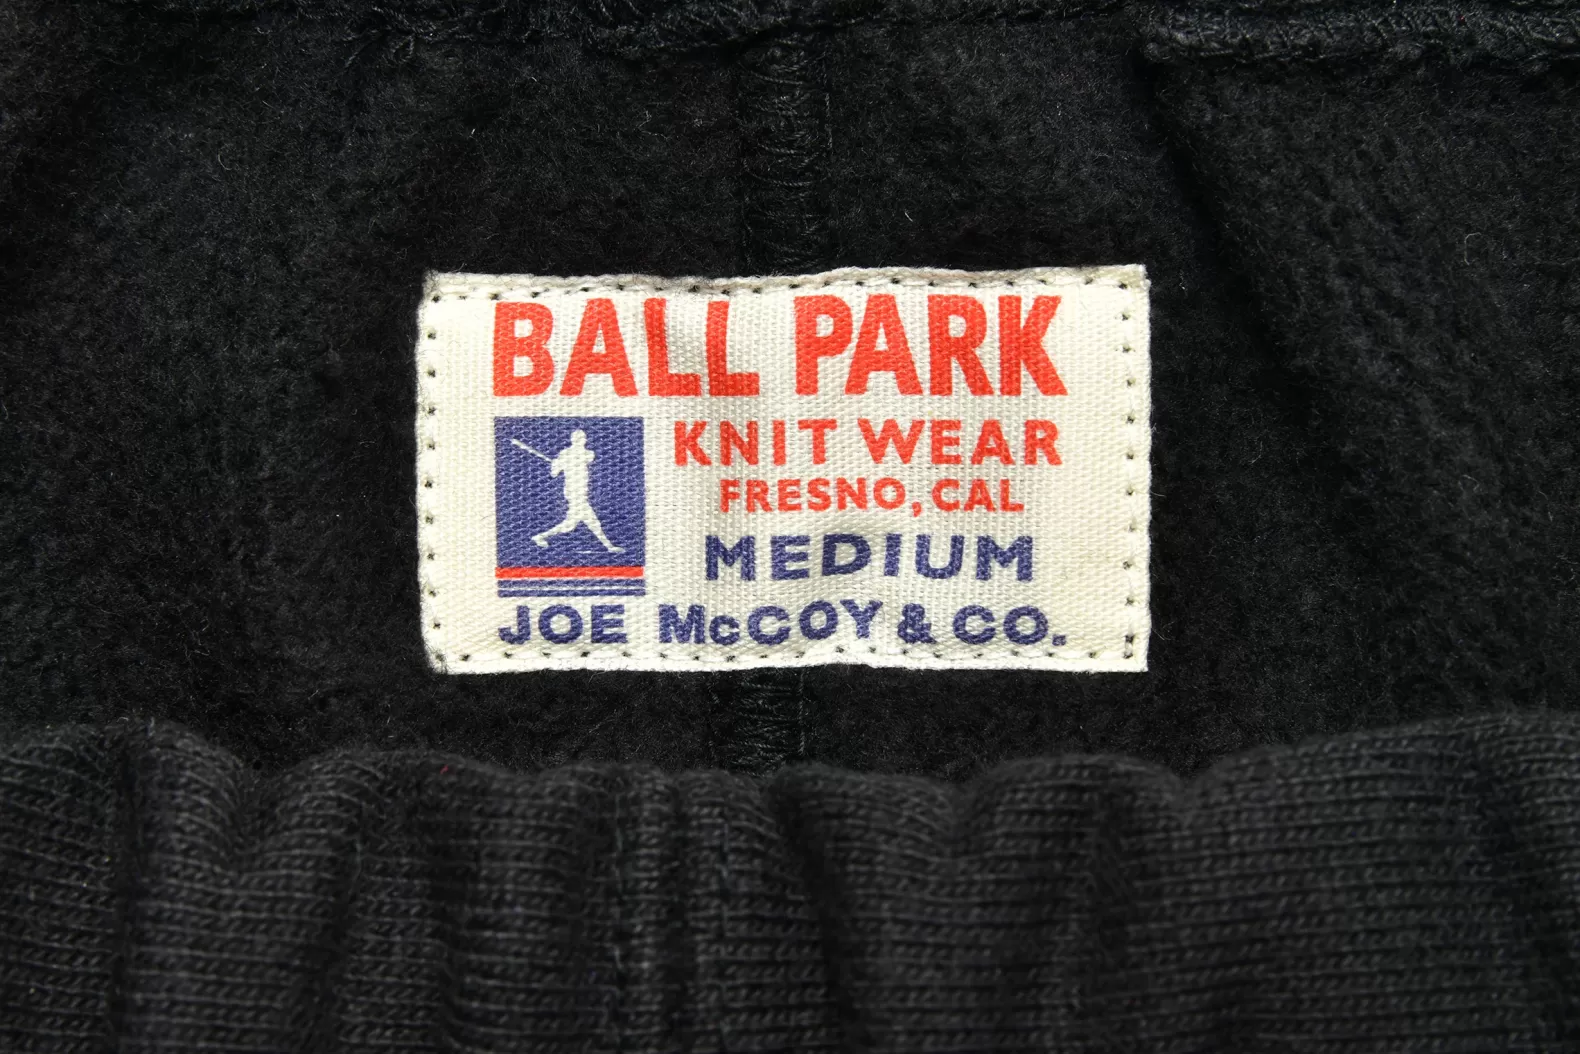 BALL PARK
KNIT WEAR
FRESNO, CAL
MEDIUM
JOE McCOY & CO.